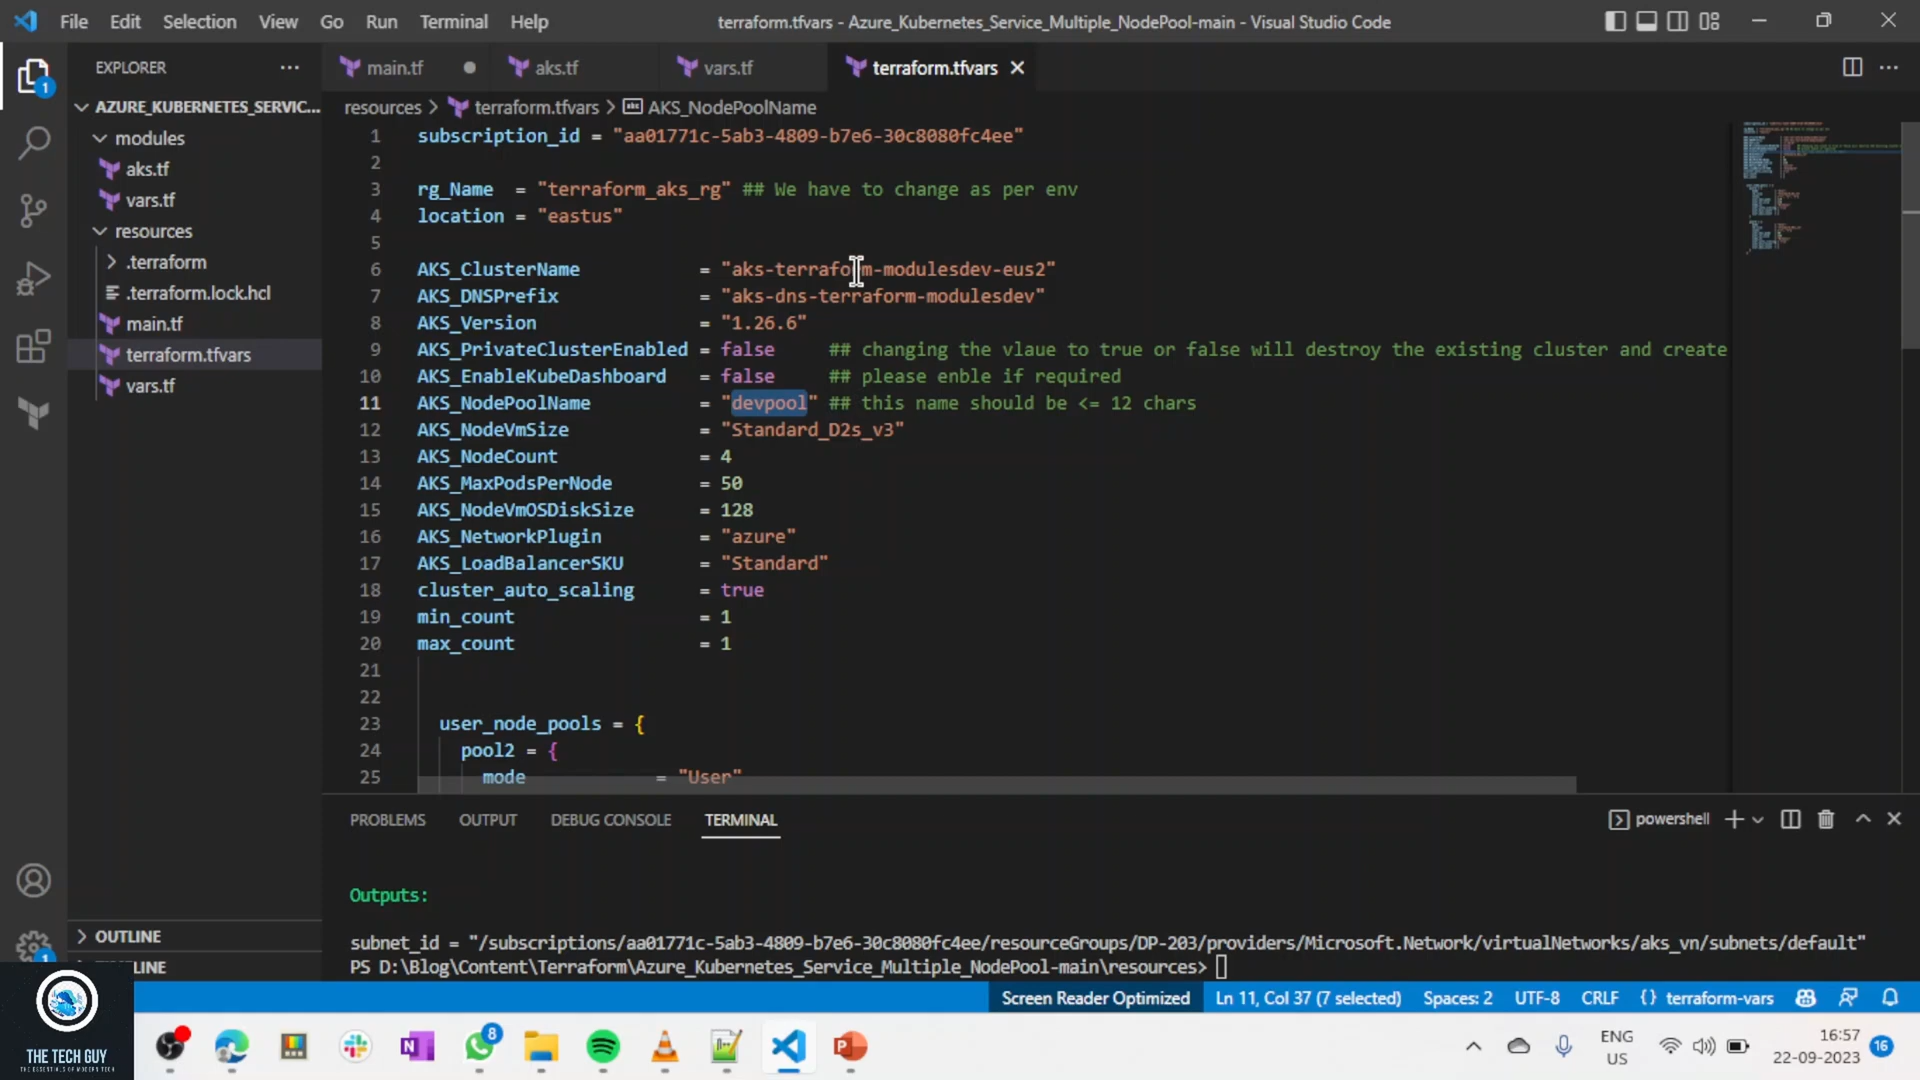 File Edit Selection View Go Run Terminal Help
terraform.tfvars - Azure_Kubernetes_Service_Multiple_NodePool-main - Visual Studio Code
EXPLORER
main.tf
aks.tf
vars.tf
terraform.tfvars
1
AZURE_KUBERNETES_SERVIC...
modules
aks.tf
vars.tf
resources
.terraform
.terraform.lock.hcl
main.tf
terraform.tfvars
vars.tf
OUTLINE
TIMELINE
1
resources > terraform.tfvars > AKS_NodePoolName
1 subscription_id = "aa01771c-5ab3-4809-b7e6-30c8080fc4ee"
2
3 rg_Name = "terraform_aks_rg" ## We have to change as per env
4 location = "eastus"
5
6 AKS_ClusterName = "aks-terraform-modulesdev-eus2"
7 AKS_DNSPrefix = "aks-dns-terraform-modulesdev"
8 AKS_Version = "1.26.6"
9 AKS_PrivateClusterEnabled = false ## changing the vlaue to true or false will destroy the existing cluster and create
10 AKS_EnableKubeDashboard = false ## please enble if required
11 AKS_NodePoolName = "devpool" ## this name should be <= 12 chars
12 AKS_NodeVmSize = "Standard_D2s_v3"
13 AKS_NodeCount = 4
14 AKS_MaxPodsPerNode = 50
15 AKS_NodeVmOSDiskSize = 128
16 AKS_NetworkPlugin = "azure"
17 AKS_LoadBalancerSKU = "Standard"
18 cluster_auto_scaling = true
19 min_count = 1
20 max_count = 1
21
22
23 user_node_pools = {
24 pool2 = {
25 mode = "User"
PROBLEMS OUTPUT DEBUG CONSOLE TERMINAL
powershell
Outputs:
subnet_id = "/subscriptions/aa01771c-5ab3-4809-b7e6-30c8080fc4ee/resourceGroups/DP-203/providers/Microsoft.Network/virtualNetworks/aks_vn/subnets/default"
PS D:\Blog\Content\Terraform\Azure_Kubernetes_Service_Multiple_NodePool-main\resources>
Screen Reader Optimized Ln 11, Col 37 (7 selected) Spaces: 2 UTF-8 CRLF {} terraform-vars
THE TECH GUY
THE ESSENTIALS OF MODERN TECH
8
ENG
US
16:57
22-09-2023
16